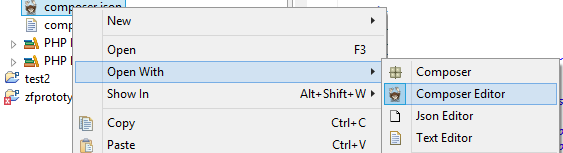 composer.json
New
comp
PHP
Open F3
PHP
Open With Composer
test2
Composer Editor
zfprototy
Show In Alt+Shift+W
Json Editor
Copy Ctrl+C
Text Editor
Paste Ctrl+V